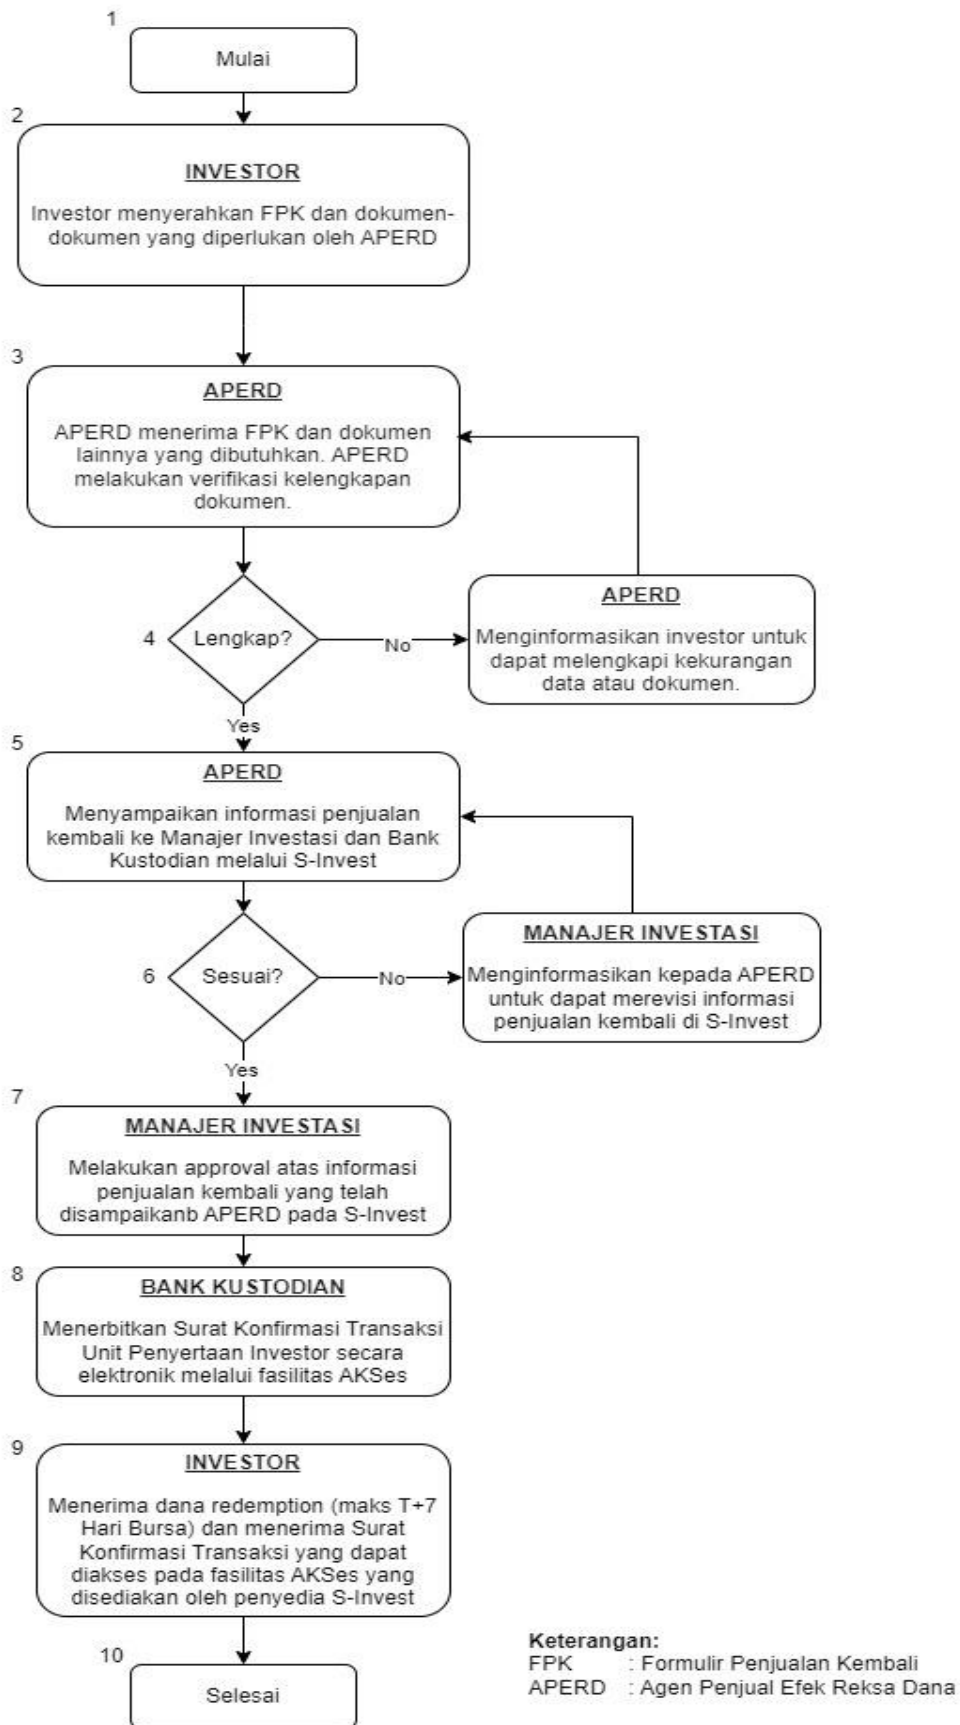 1
Mulai
2
INVESTOR
Investor menyerahkan FPK dan dokumen-
dokumen yang diperlukan oleh APERD
3
APERD
APERD menerima FPK dan dokumen
lainnya yang dibutuhkan. APERD
melakukan verifikasi kelengkapan
dokumen.
4
Lengkap?
No
APERD
Menginformasikan investor untuk
dapat melengkapi kekurangan
data atau dokumen.
Yes
5
APERD
Menyampaikan informasi penjualan
kembali ke Manajer Investasi dan Bank
Kustodian melalui S-Invest
6
Sesuai?
No
MANAJER INVESTASI
Menginformasikan kepada APERD
untuk dapat merevisi informasi
penjualan kembali di S-Invest
Yes
7
MANAJER INVESTASI
Melakukan approval atas informasi
penjualan kembali yang telah
disampaikanb APERD pada S-Invest
8
BANK KUSTODIAN
Menerbitkan Surat Konfirmasi Transaksi
Unit Penyertaan Investor secara
elektronik melalui fasilitas AKSes
9
INVESTOR
Menerima dana redemption (maks T+7
Hari Bursa) dan menerima Surat
Konfirmasi Transaksi yang dapat
diakses pada fasilitas AKSes yang
disediakan oleh penyedia S-Invest
10
Selesai
Keterangan:
FPK : Formulir Penjualan Kembali
APERD : Agen Penjual Efek Reksa Dana